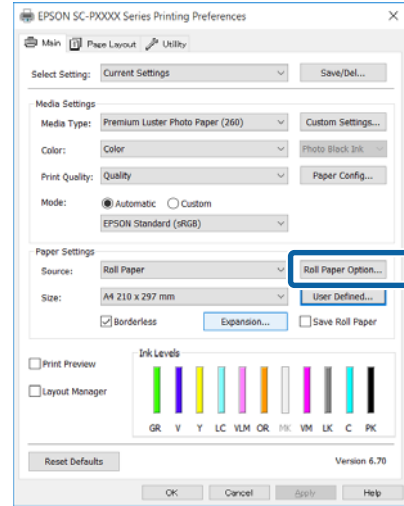 EPSON SC-PXXXX Series Printing Preferences
Main Page Layout Utility
Select Setting: Current Settings Save/Del...
Media Settings
Media Type: Premium Luster Photo Paper (260) Custom Settings...
Color: Color Photo Black Ink
Print Quality: Quality Paper Config...
Mode: Automatic Custom
EPSON Standard (sRGB)
Paper Settings
Source: Roll Paper Roll Paper Option...
Size: A4 210 x 297 mm User Defined...
Borderless Expansion... Save Roll Paper
Print Preview
Ink Levels
Layout Manager
GR V Y LC VLM OR MK VM LK C PK
Reset Defaults Version 6.70
OK Cancel Apply Help